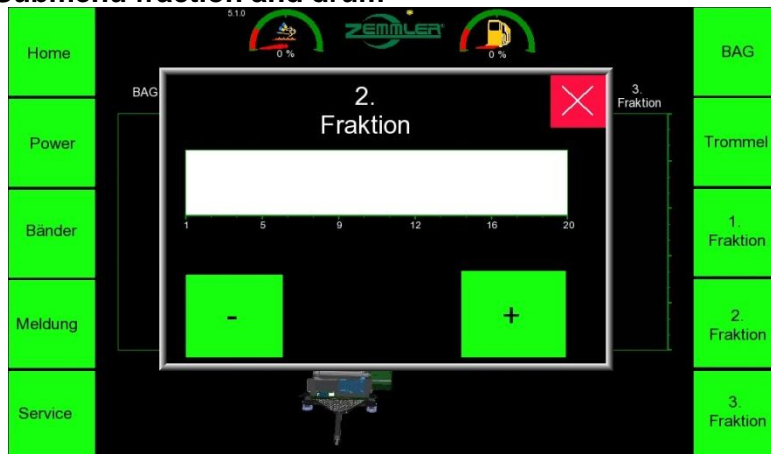 Submenu fraction and drum
5.1.0
ZEMMLER
0 %
0 %
Home
BAG
BAG
2.
Fraktion
3.
Fraktion
Power
Trommel
1 5 9 12 16 20
Bänder
1.
Fraktion
-
+
Meldung
2.
Fraktion
Service
3.
Fraktion